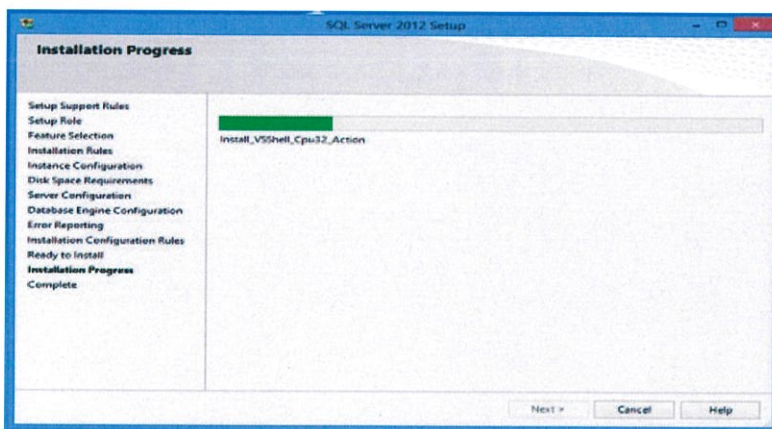 SQL Server 2012 Setup
Installation Progress
Setup Support Rules
Setup Role
Feature Selection
Installation Rules
Instance Configuration
Disk Space Requirements
Server Configuration
Database Engine Configuration
Error Reporting
Installation Configuration Rules
Ready to Install
Installation Progress
Complete
Install_VSShell_Cpu32_Action
Next >
Cancel
Help